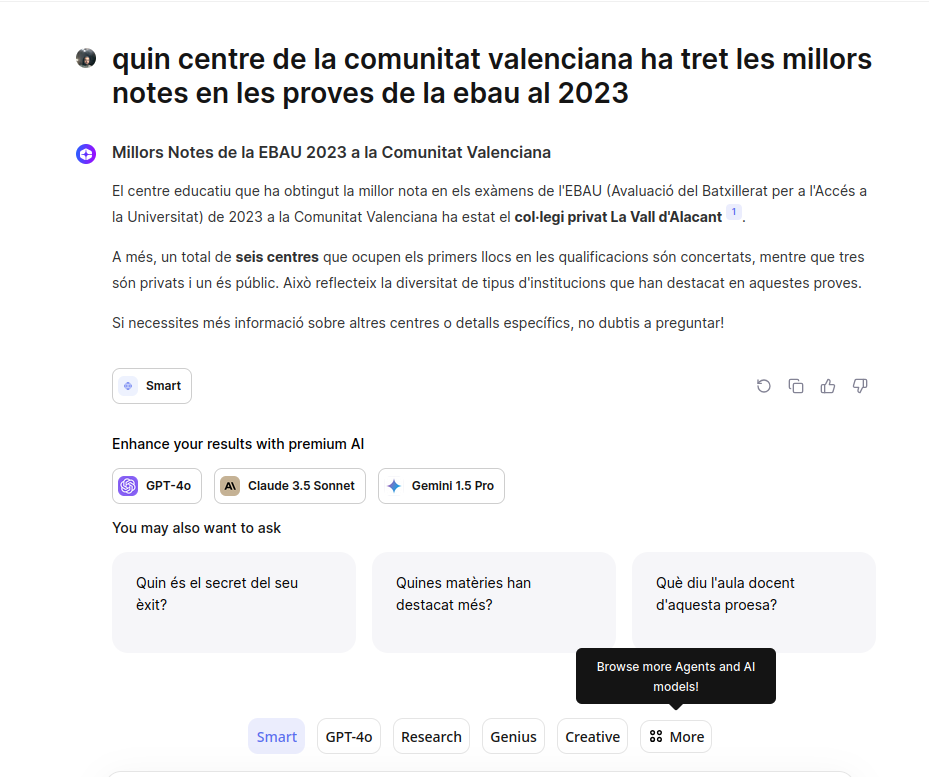 quin centre de la comunitat valenciana ha tret les millors
notes en les proves de la ebau al 2023
Millors Notes de la EBAU 2023 a la Comunitat Valenciana
El centre educatiu que ha obtingut la millor nota en els exàmens de l'EBAU (Avaluació del Batxillerat per a l'Accés a
la Universitat) de 2023 a la Comunitat Valenciana ha estat el col·legi privat La Vall d'Alacant 1.
A més, un total de seis centres que ocupen els primers llocs en les qualificacions són concertats, mentre que tres
són privats i un és públic. Això reflecteix la diversitat de tipus d'institucions que han destacat en aquestes proves.
Si necessites més informació sobre altres centres o detalls específics, no dubtis a preguntar!
Smart
Enhance your results with premium AI
GPT-4o
Claude 3.5 Sonnet
Gemini 1.5 Pro
You may also want to ask
Quin és el secret del seu
èxit?
Quines matèries han
destacat més?
Què diu l'aula docent
d'aquesta proesa?
Browse more Agents and AI
models!
Smart
GPT-4o
Research
Genius
Creative
More